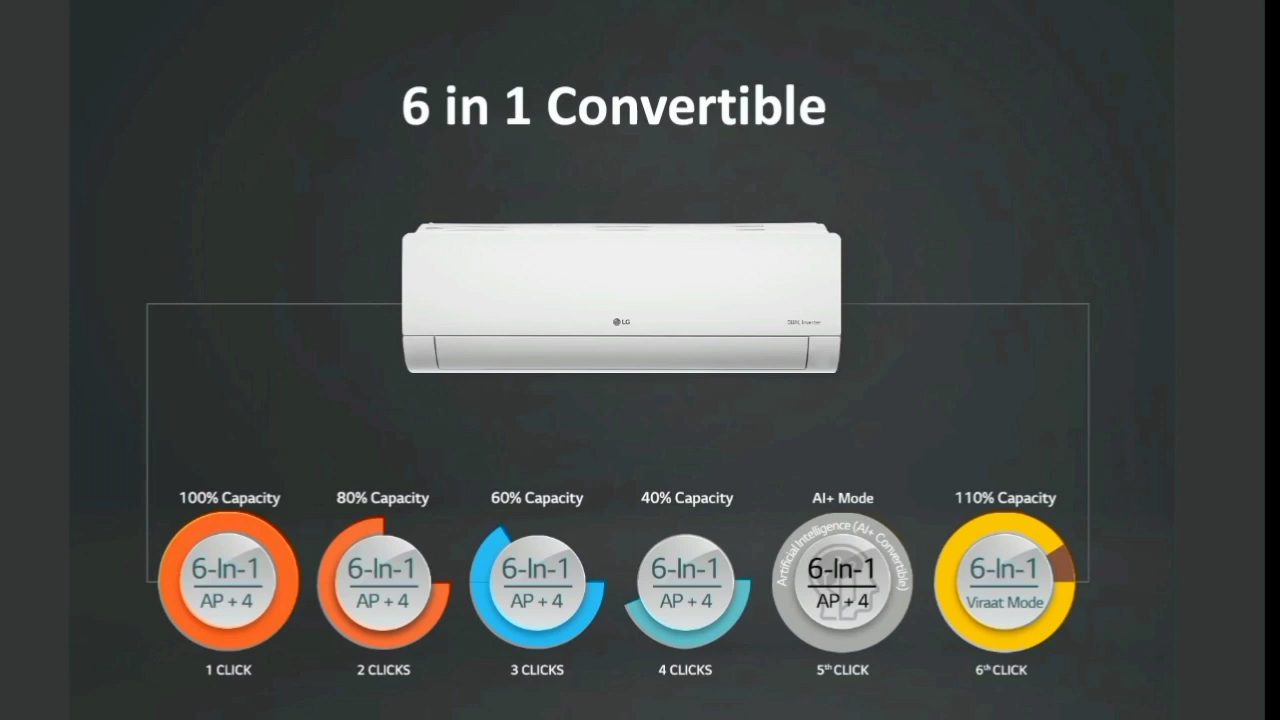 6 in 1 Convertible
LG
DUAL Inverter
100% Capacity
80% Capacity
60% Capacity
40% Capacity
AI+ Mode
110% Capacity
6-In-1
AP + 4
6-In-1
AP + 4
6-In-1
AP + 4
6-In-1
AP + 4
Artificial Intelligence (AI+ Convertible)
6-In-1
AP + 4
6-In-1
Viraat Mode
1 CLICK
2 CLICKS
3 CLICKS
4 CLICKS
5th CLICK
6th CLICK